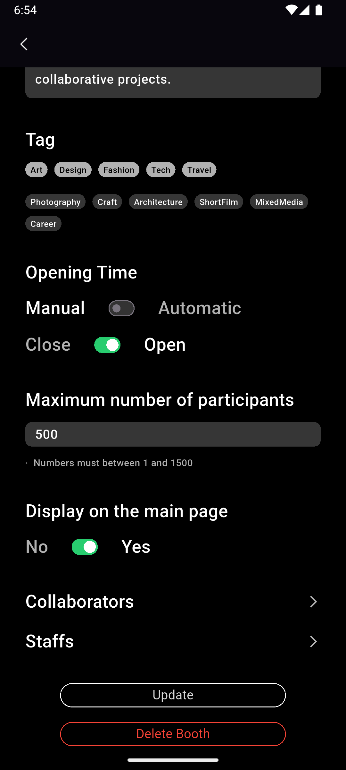 6:54
collaborative projects.
Tag
Art Design Fashion Tech Travel
Photography Craft Architecture ShortFilm MixedMedia
Career
Opening Time
Manual Automatic
Close Open
Maximum number of participants
500
· Numbers must between 1 and 1500
Display on the main page
No Yes
Collaborators
Staffs
Update
Delete Booth